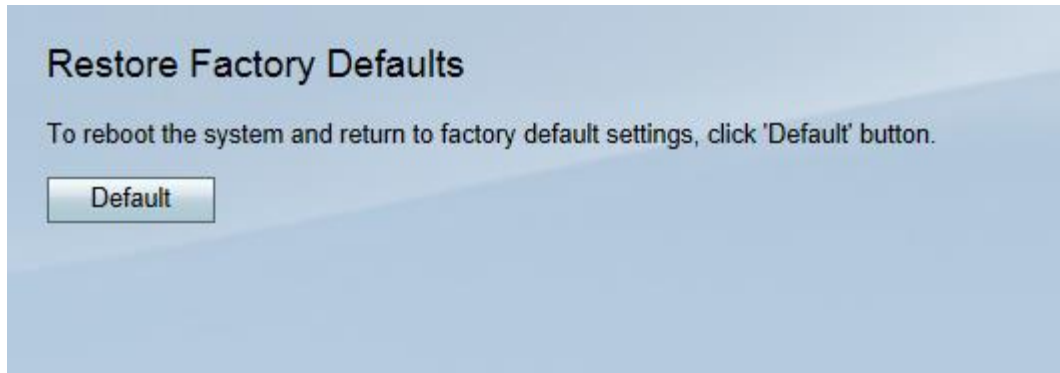 Restore Factory Defaults
To reboot the system and return to factory default settings, click 'Default' button.
Default